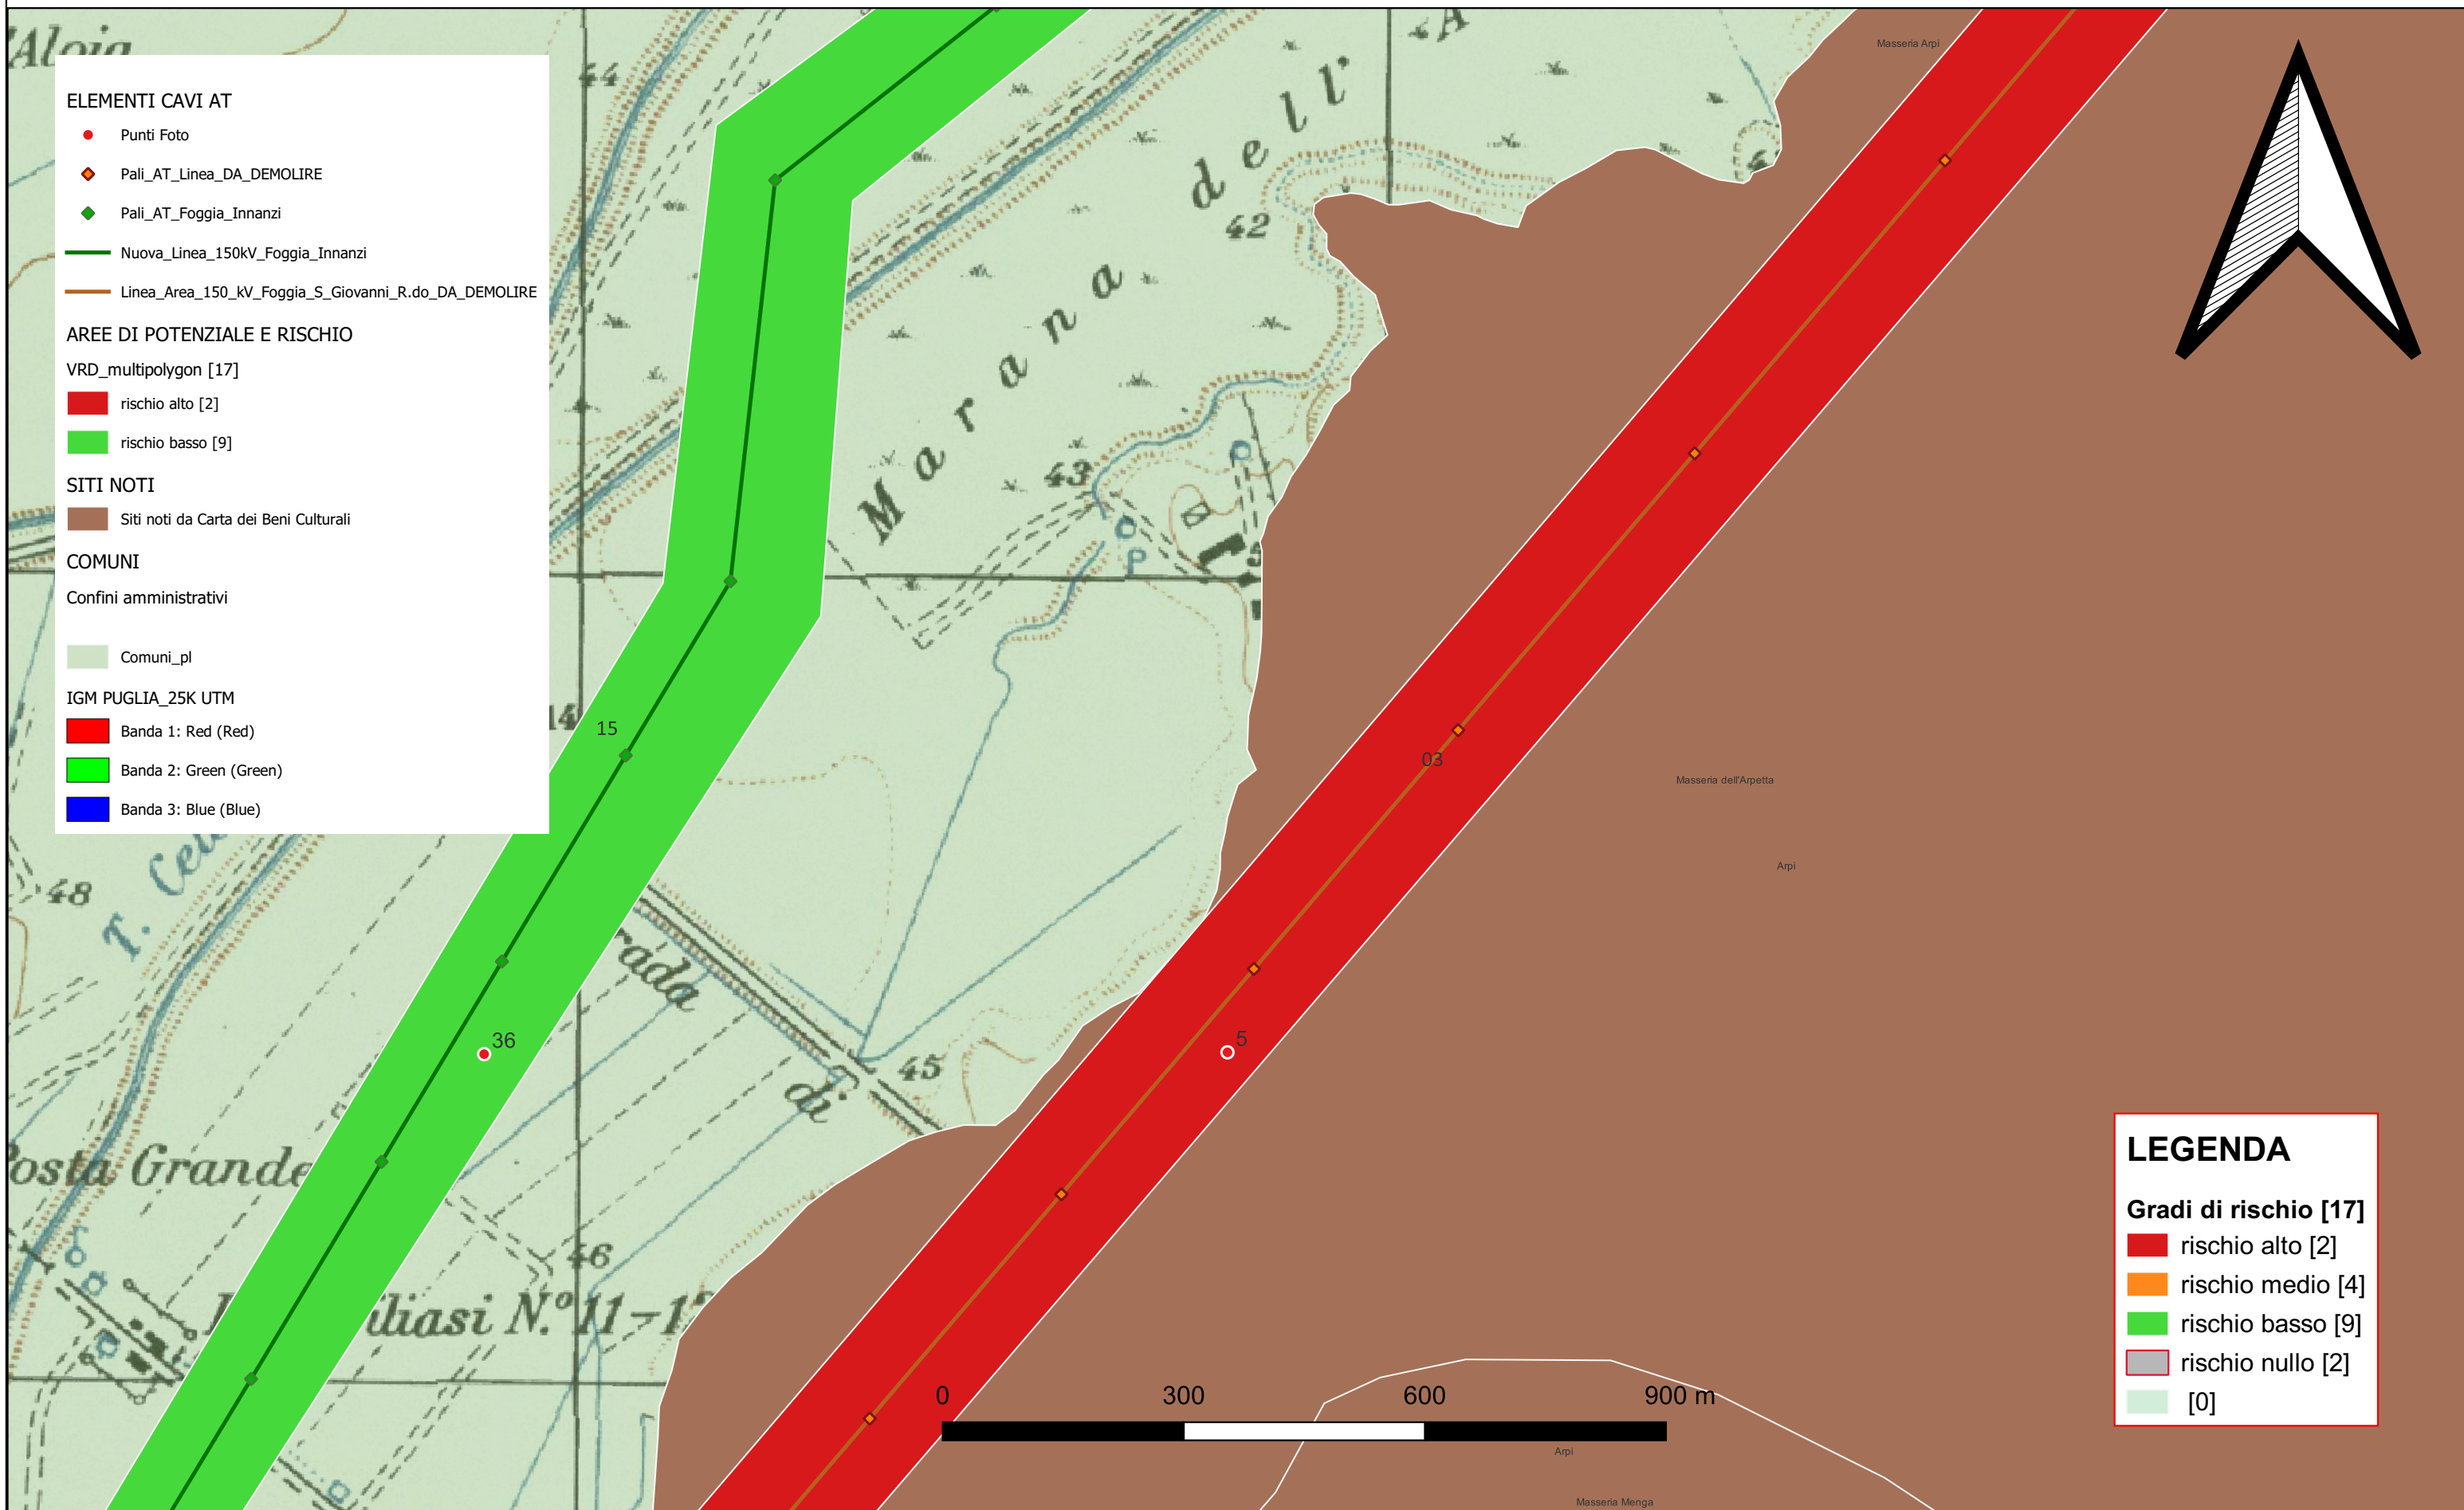 ELEMENTI CAVI AT
Punti Foto
Pali_AT_Linea_DA_DEMOLIRE
Pali_AT_Foggia_Innanzi
Nuova_Linea_150kV_Foggia_Innanzi
Linea_Area_150_kV_Foggia_S_Giovanni_R.do_DA_DEMOLIRE
AREE DI POTENZIALE E RISCHIO
VRD_multipolygon [17]
rischio alto [2]
rischio basso [9]
SITI NOTI
Siti noti da Carta dei Beni Culturali
COMUNI
Confini amministrativi
Comuni_pl
IGM PUGLIA_25K UTM
Banda 1: Red (Red)
Banda 2: Green (Green)
Banda 3: Blue (Blue)
44
Marana dell'A
42
43
Masseria Arpi
15
03
Masseria dell'Arpetta
Arpi
48
T.
rada
di
45
36
5
Posta Grande
46
iliasi N.º 11-1
0
300
600
900 m
Arpi
Masseria Menga
LEGENDA
Gradi di rischio [17]
rischio alto [2]
rischio medio [4]
rischio basso [9]
rischio nullo [2]
[0]